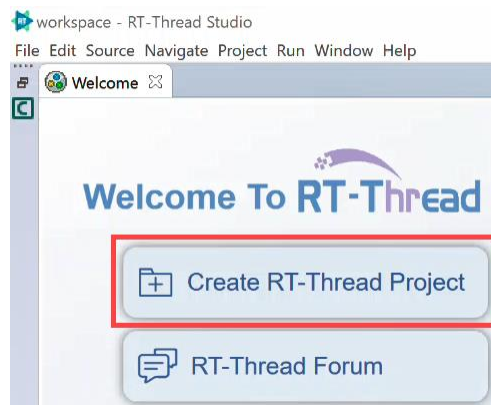 workspace - RT-Thread Studio
File Edit Source Navigate Project Run Window Help
Welcome
C
Welcome To RT-Thread
Create RT-Thread Project
RT-Thread Forum